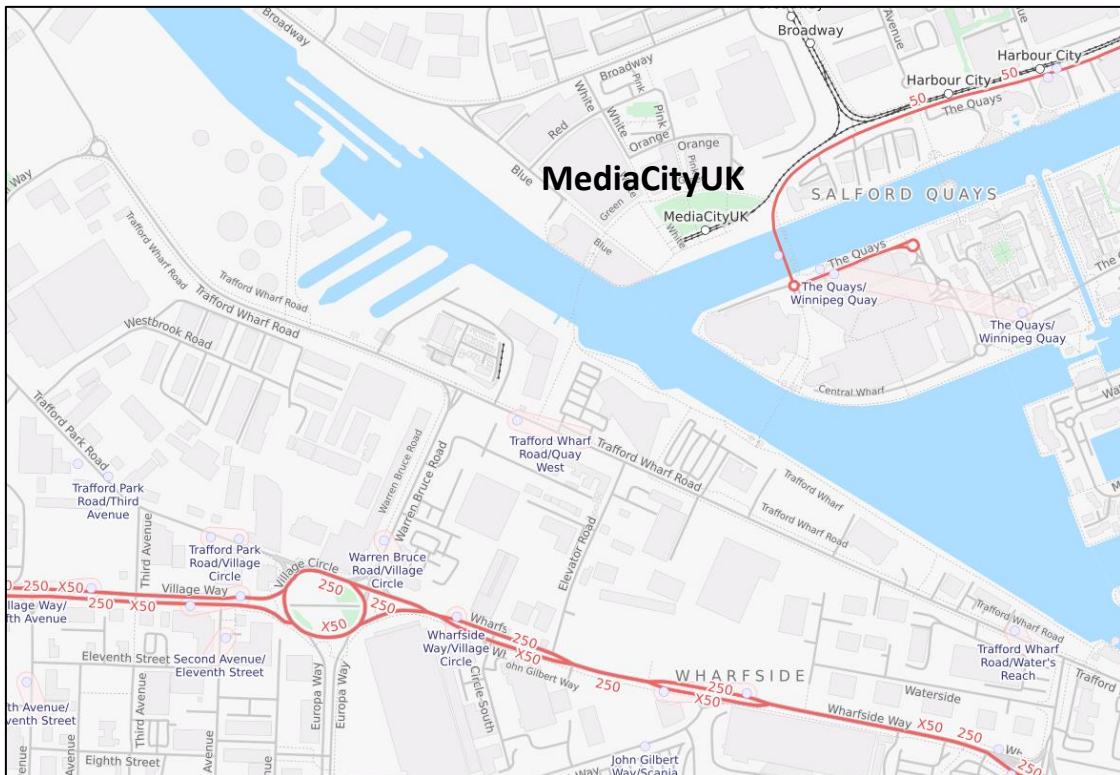 Broadway
Broadway
Harbour City
50
Harbour City
Broadway
50
The Quays
White
Pink
Pink
Red
White
Orange
Orange
Blue
MediaCityUK
Green
SALFORD QUAYS
MediaCityUK
White
Blue
The Quays
The Quays/
Winnipeg Quay
The Quays/
Winnipeg Quay
Central Wharf
Trafford Wharf
Road
Trafford Wharf Road
Trafford Wharf Road
Westbrook Road
Trafford Park
Road
Trafford Wharf
Road/Quay
West
Trafford Wharf Road
Warren Bruce Road
Warren Bruce Road
Trafford Wharf
Trafford Wharf Road
Trafford Park
Road/Third
Avenue
Third Avenue
Trafford Park
Road/Village
Circle
Village Circle
Warren Bruce
Road/Village
Circle
Elevator Road
Village Way
250
250
X50
250
X50
X50
250
Wharfside
Way/Village
Circle
250
X50
John Gilbert Way
Circle South
250
WHARFSIDE
250
X50
Second Avenue/
Eleventh Street
Eleventh Street
Third Avenue
Avenue
Europa Way
Europa Way
Eighth Street
Trafford Wharf Road
Trafford Wharf
Road/Water's
Reach
Trafford
Waterside
Wharfside Way
X50
250
250
John Gilbert
Way/Scania